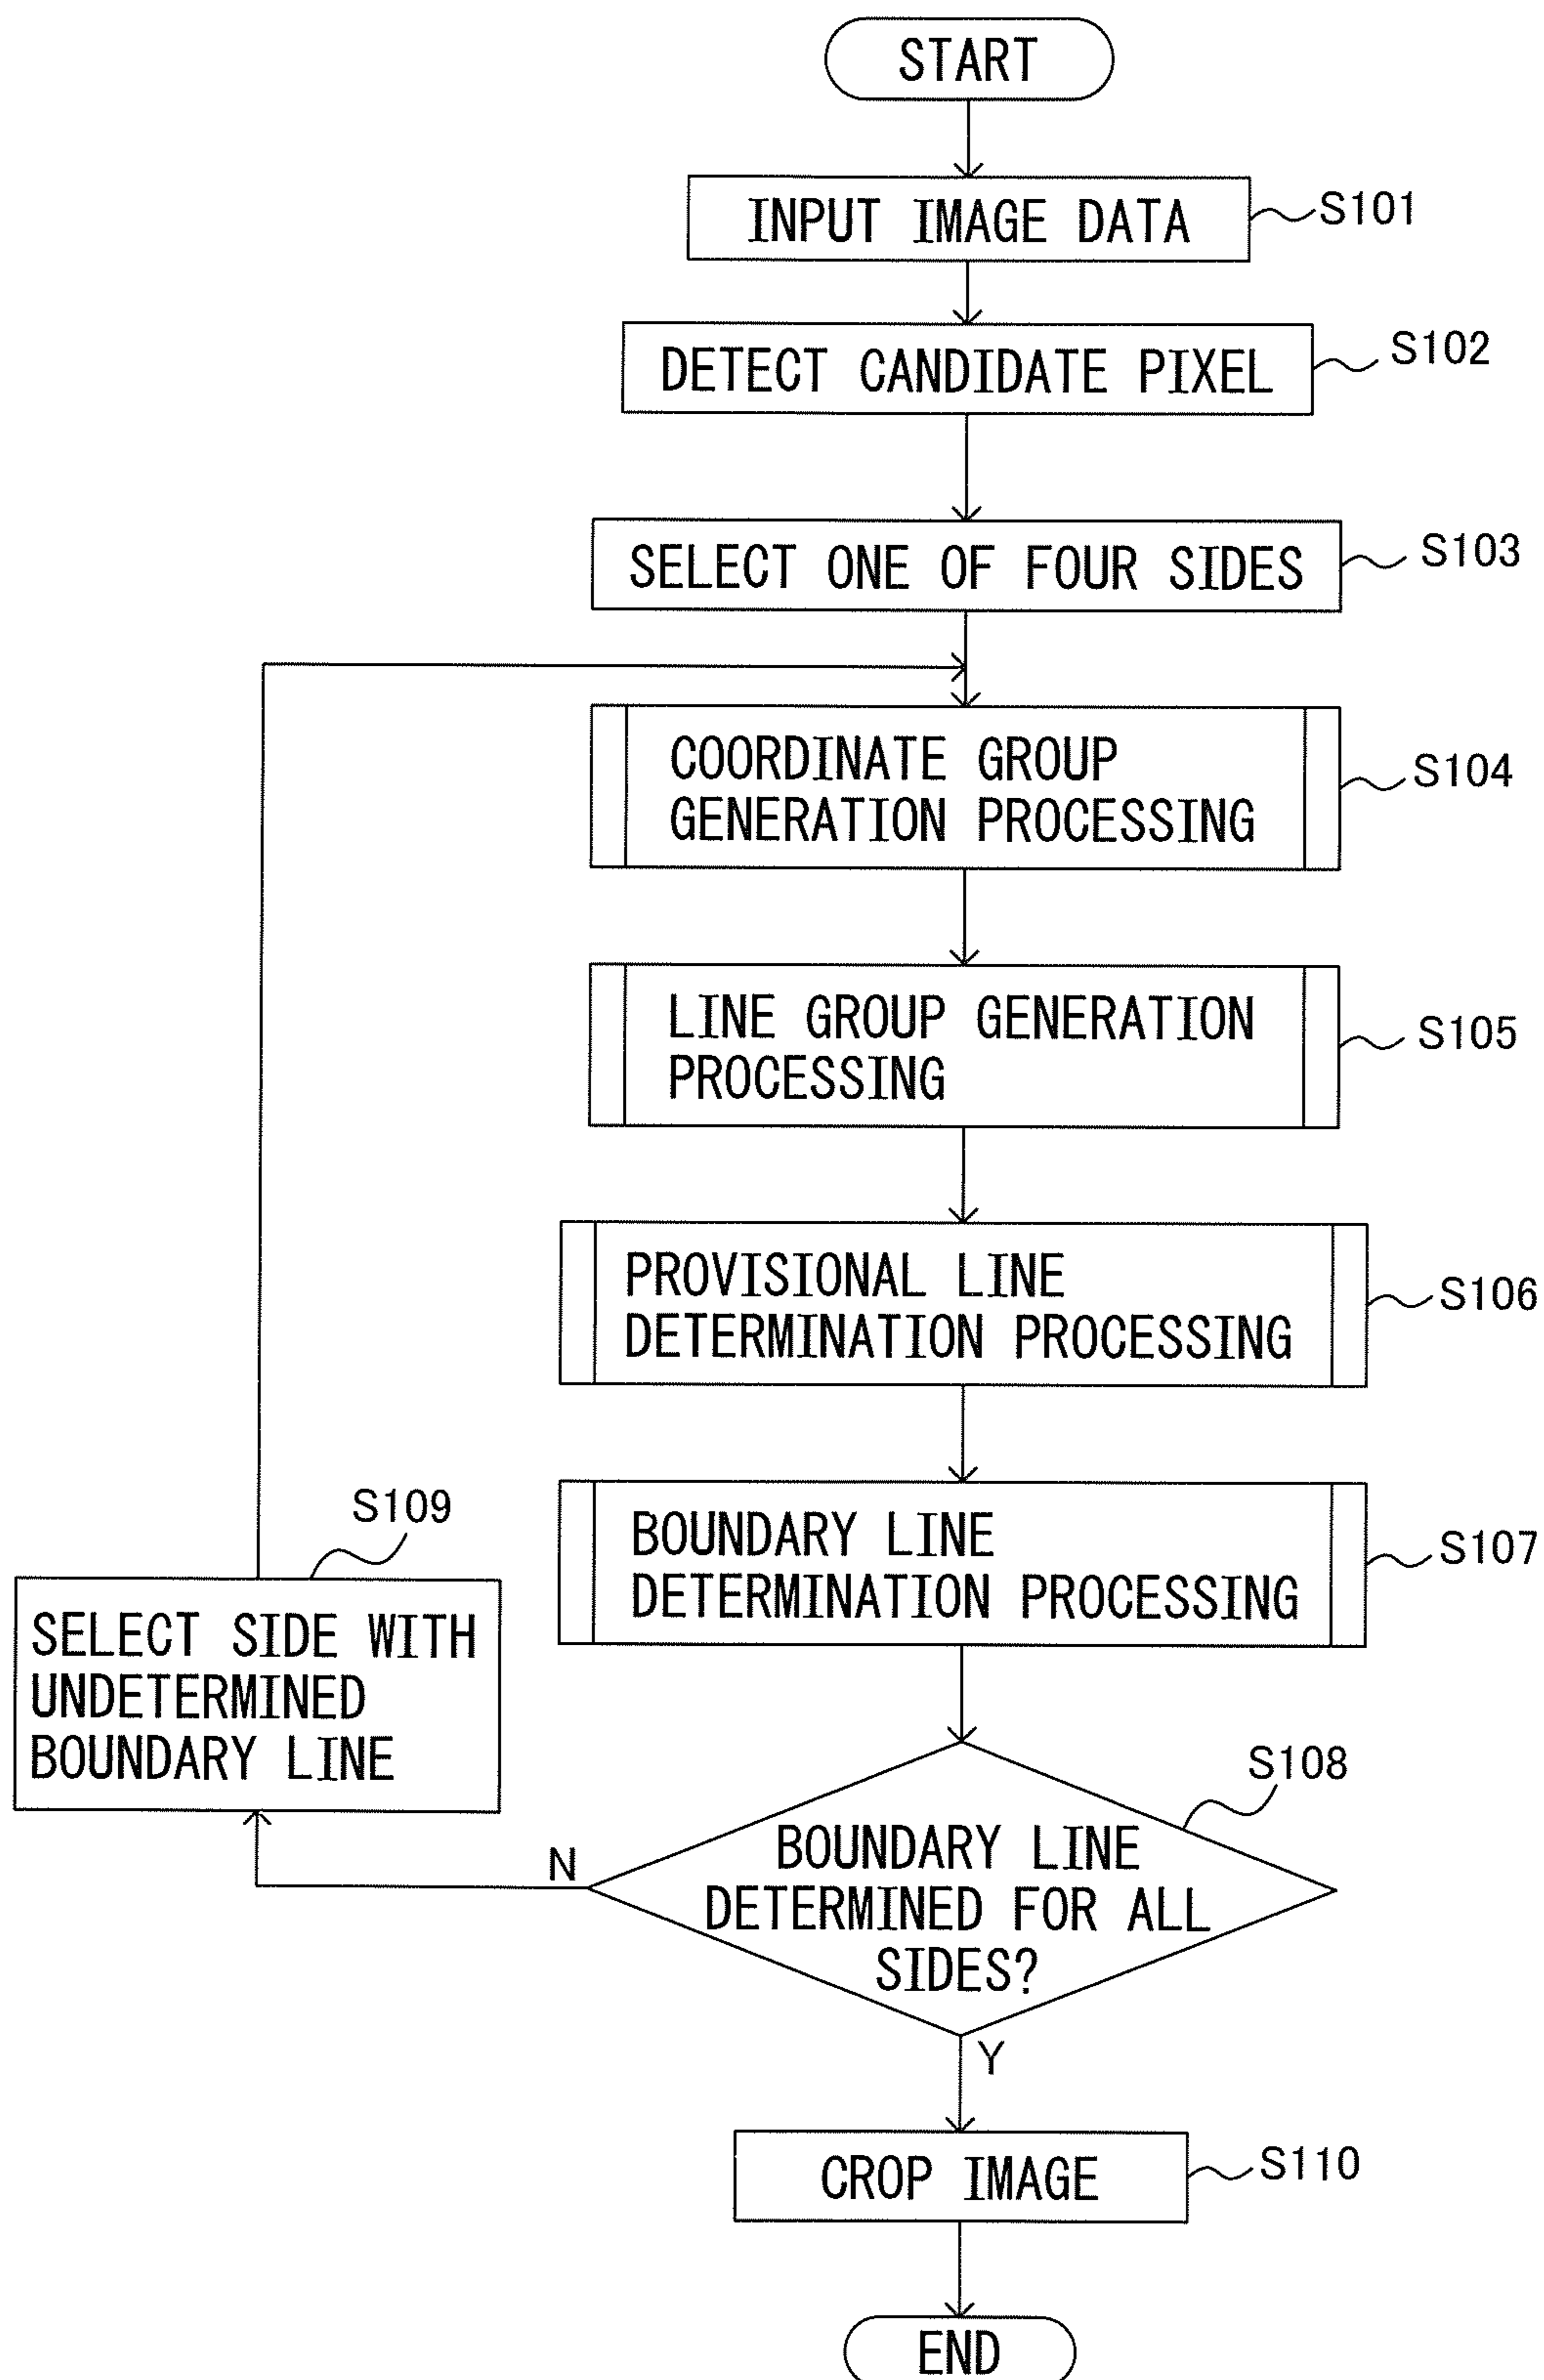 START
INPUT IMAGE DATA
S101
DETECT CANDIDATE PIXEL
S102
SELECT ONE OF FOUR SIDES
S103
COORDINATE GROUP
GENERATION PROCESSING
S104
LINE GROUP GENERATION
PROCESSING
S105
PROVISIONAL LINE
DETERMINATION PROCESSING
S106
BOUNDARY LINE
DETERMINATION PROCESSING
S107
S109
SELECT SIDE WITH
UNDETERMINED
BOUNDARY LINE
S108
BOUNDARY LINE
DETERMINED FOR ALL
SIDES?
N
Y
CROP IMAGE
S110
END